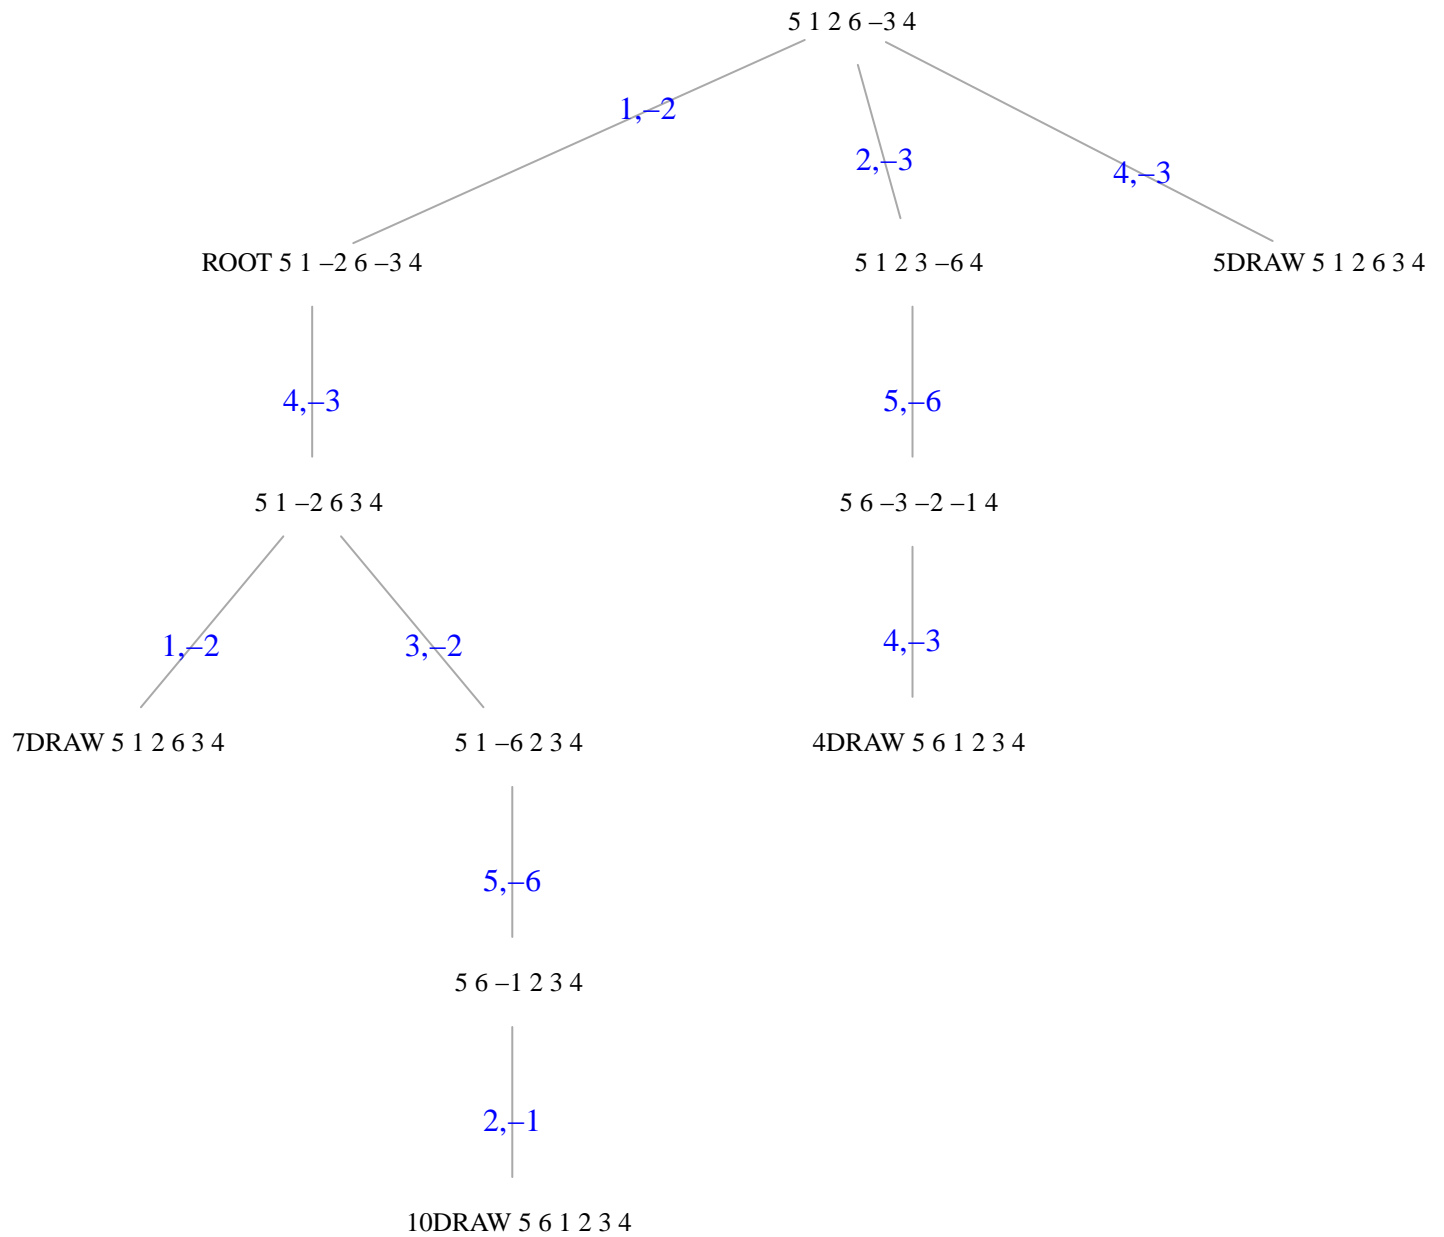 5 1 2 6 –3 4
1,–2
2,–3
4,–3
ROOT 5 1 –2 6 –3 4
5 1 2 3 –6 4
5DRAW 5 1 2 6 3 4
4,–3
5,–6
5 1 –2 6 3 4
5 6 –3 –2 –1 4
1,–2
3,–2
4,–3
7DRAW 5 1 2 6 3 4
5 1 –6 2 3 4
4DRAW 5 6 1 2 3 4
5,–6
5 6 –1 2 3 4
2,–1
10DRAW 5 6 1 2 3 4